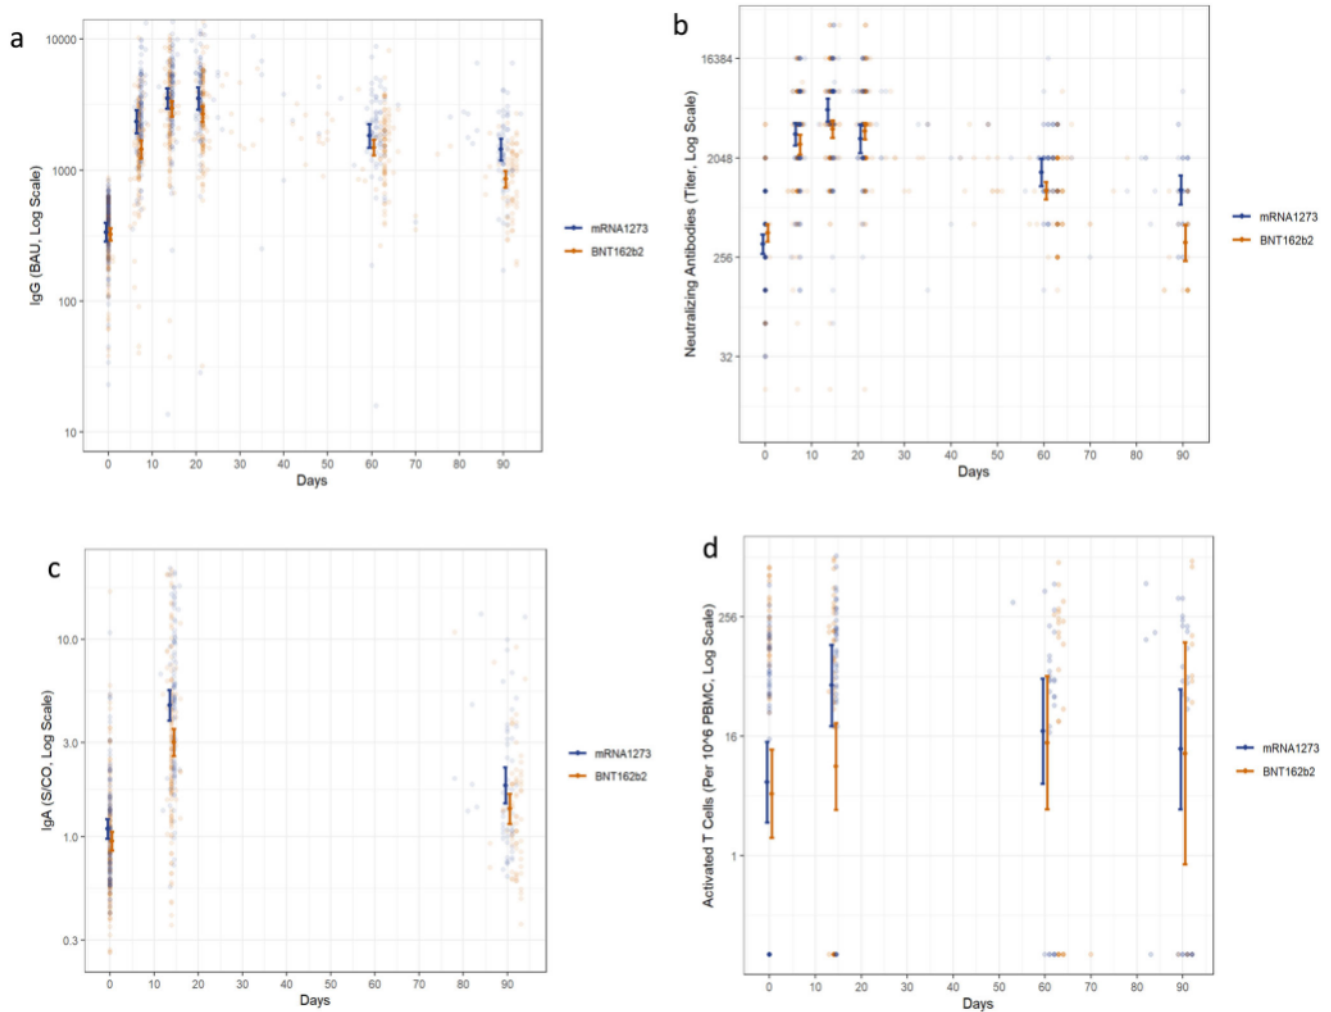 a
10000
1000
100
10
IgG (BAU, Log Scale)
0 10 20 30 40 50 60 70 80 90
Days
mRNA1273
BNT162b2
b
16384
2048
256
32
Neutralizing Antibodies (Titer, Log Scale)
0 10 20 30 40 50 60 70 80 90
Days
mRNA1273
BNT162b2
c
10.0
3.0
1.0
0.3
IgA (S/CO, Log Scale)
0 10 20 30 40 50 60 70 80 90
Days
mRNA1273
BNT162b2
d
256
16
1
Activated T Cells (Per 10^6 PBMC, Log Scale)
0 10 20 30 40 50 60 70 80 90
Days
mRNA1273
BNT162b2